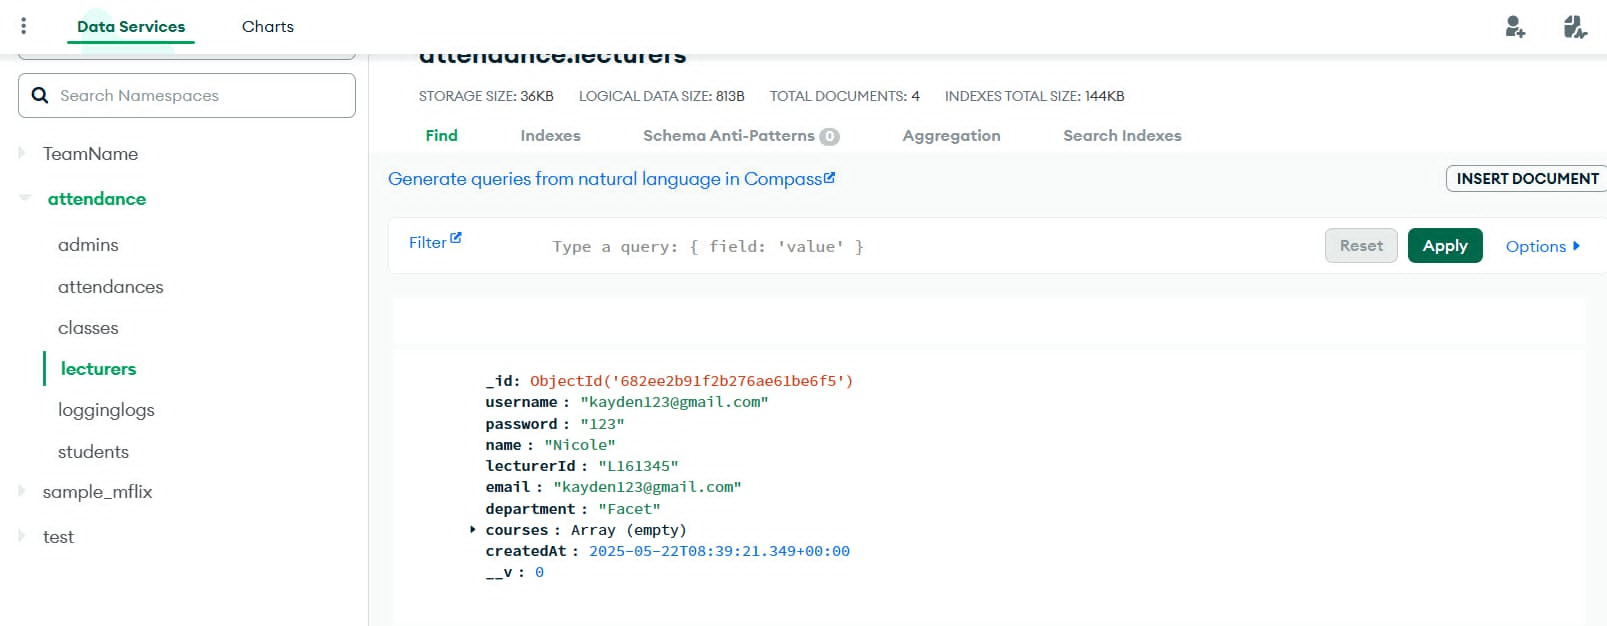 Data Services Charts
attendance.lecturers
Search Namespaces
STORAGE SIZE: 36KB LOGICAL DATA SIZE: 813B TOTAL DOCUMENTS: 4 INDEXES TOTAL SIZE: 144KB
Find Indexes Schema Anti-Patterns 0 Aggregation Search Indexes
TeamName
attendance
admins
attendances
classes
lecturers
logginglogs
students
sample_mflix
test
Generate queries from natural language in Compass
INSERT DOCUMENT
Filter Type a query: { field: 'value' } Reset Apply Options
_id: ObjectId('682ee2b91f2b276ae61be6f5')
username : "kayden123@gmail.com"
password : "123"
name : "Nicole"
lecturerId : "L161345"
email : "kayden123@gmail.com"
department : "Facet"
courses : Array (empty)
createdAt : 2025-05-22T08:39:21.349+00:00
__v : 0